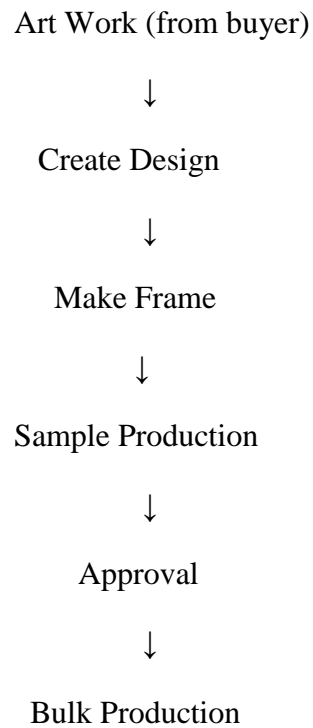 Art Work (from buyer)
↓
Create Design
↓
Make Frame
↓
Sample Production
↓
Approval
↓
Bulk Production